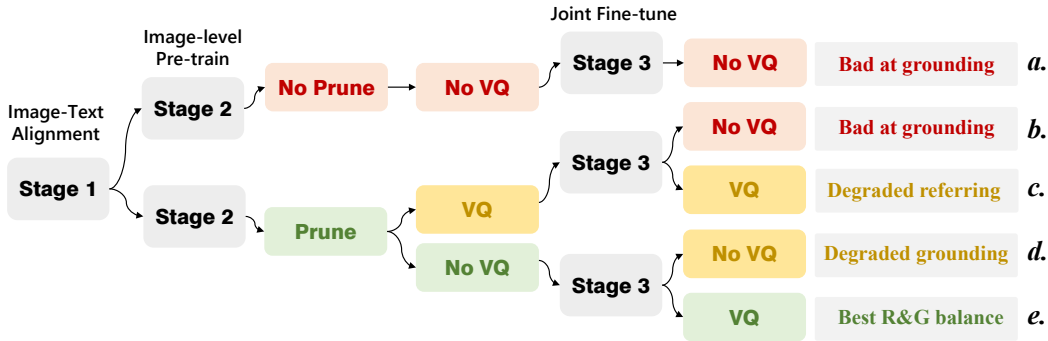 Joint Fine-tune
Image-level
Pre-train
Image-Text
Alignment
Stage 1
Stage 2
No Prune
No VQ
Stage 3
No VQ
Bad at grounding
a.
Stage 2
Prune
VQ
No VQ
Stage 3
No VQ
Bad at grounding
b.
VQ
Degraded referring
c.
Stage 3
No VQ
Degraded grounding
d.
VQ
Best R&G balance
e.